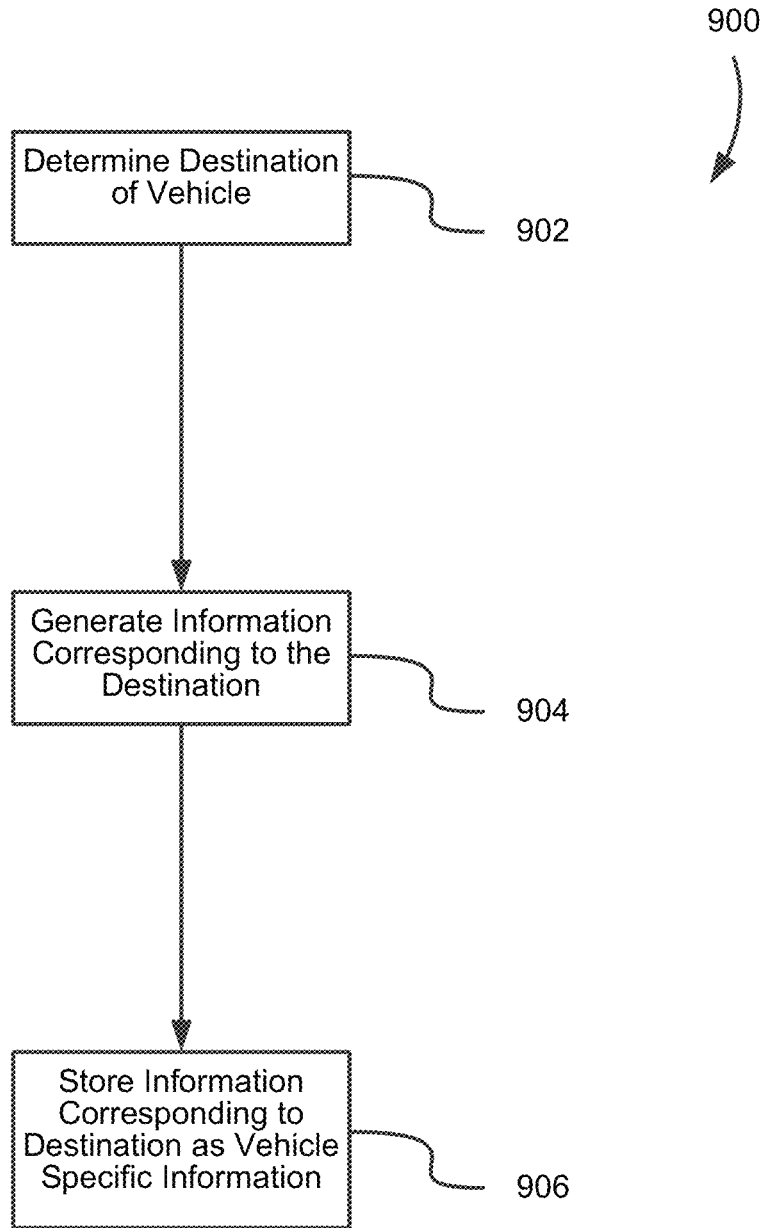 900
Determine Destination
of Vehicle
902
Generate Information
Corresponding to the
Destination
904
Store Information
Corresponding to
Destination as Vehicle
Specific Information
906